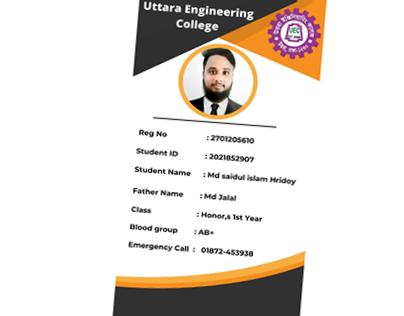 Uttara Engineering
College
UEC
Reg No : 2701205610
Student ID : 2021852907
Student Name : Md saidul islam Hridoy
Father Name : Md Jalal
Class : Honor,s 1st Year
Blood group : AB+
Emergency Call : 01872-453938